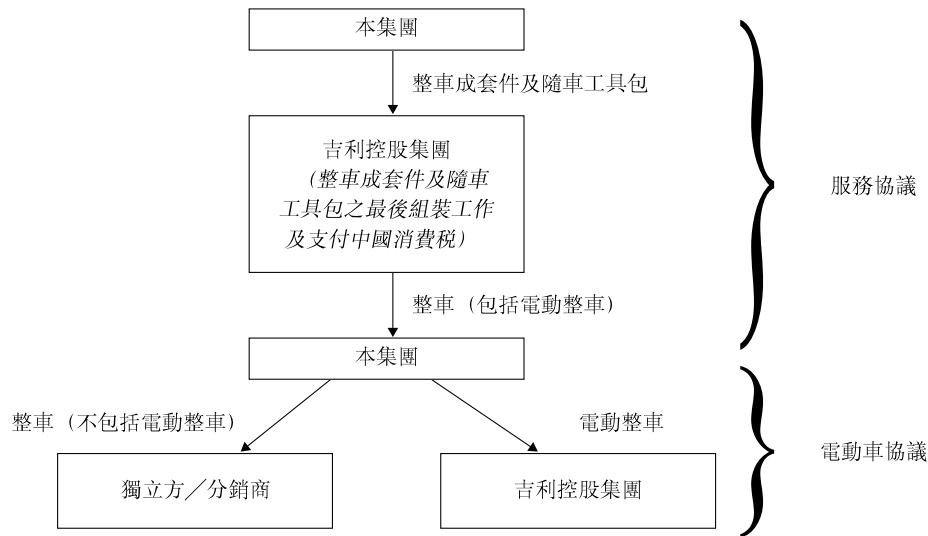 本集團
整車成套件及隨車工具包
吉利控股集團
(整車成套件及隨車
工具包之最後組裝工作
及支付中國消費稅)
服務協議
整車（包括電動整車）
本集團
整車（不包括電動整車）
電動整車
電動車協議
獨立方／分銷商
吉利控股集團